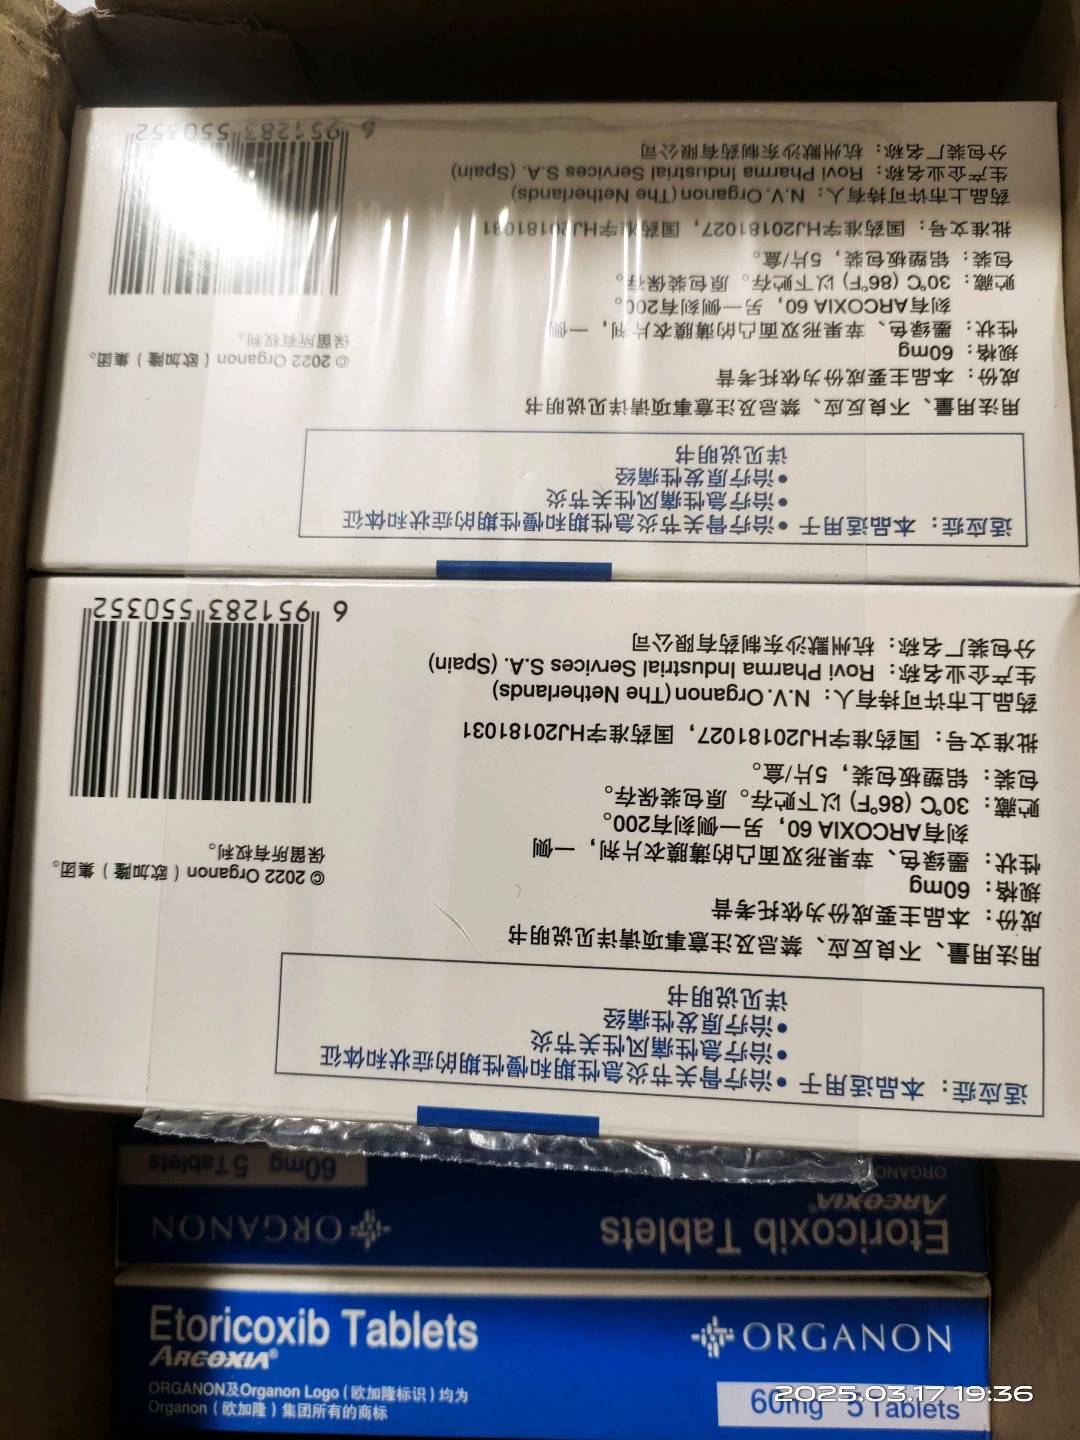 适应症：本品适用于 •治疗骨关节炎急性期和慢性期的症状和体征
•治疗急性痛风性关节炎
•治疗原发性痛经
详见说明书
用法用量、不良反应、禁忌及注意事项请详见说明书
成份：本品主要成份为依托考昔
规格：60mg
性状：墨绿色、苹果形双面凸的薄膜衣片剂，一侧
刻有ARCOXIA 60，另一侧刻有200。
贮藏：30℃ (86℉) 以下贮存。原包装保存。
包装：铝塑板包装，5片/盒。
批准文号：国药准字HJ20181027，国药准字HJ20181031
药品上市许可持有人：N.V. Organon (The Netherlands)
生产企业名称：Rovi Pharma Industrial Services S.A. (Spain)
分包装厂名称：杭州默沙东制药有限公司
© 2022 Organon（欧加隆）集团。
保留所有权利。
6 951283 550352
适应症：本品适用于 •治疗骨关节炎急性期和慢性期的症状和体征
•治疗急性痛风性关节炎
•治疗原发性痛经
详见说明书
用法用量、不良反应、禁忌及注意事项请详见说明书
成份：本品主要成份为依托考昔
规格：60mg
性状：墨绿色、苹果形双面凸的薄膜衣片剂，一侧
刻有ARCOXIA 60，另一侧刻有200。
贮藏：30℃ (86℉) 以下贮存。原包装保存。
包装：铝塑板包装，5片/盒。
批准文号：国药准字HJ20181027，国药准字HJ20181031
药品上市许可持有人：N.V. Organon (The Netherlands)
生产企业名称：Rovi Pharma Industrial Services S.A. (Spain)
分包装厂名称：杭州默沙东制药有限公司
© 2022 Organon（欧加隆）集团。
保留所有权利。
6 951283 550352
Etoricoxib Tablets
ARCOXIA®
ORGANON
ORGANON
60mg 5 Tablets
Etoricoxib Tablets
ARCOXIA®
ORGANON及Organon Logo（欧加隆标识）均为
Organon（欧加隆）集团所有的商标
ORGANON
60mg 5 Tablets
2025.03.17 19:36